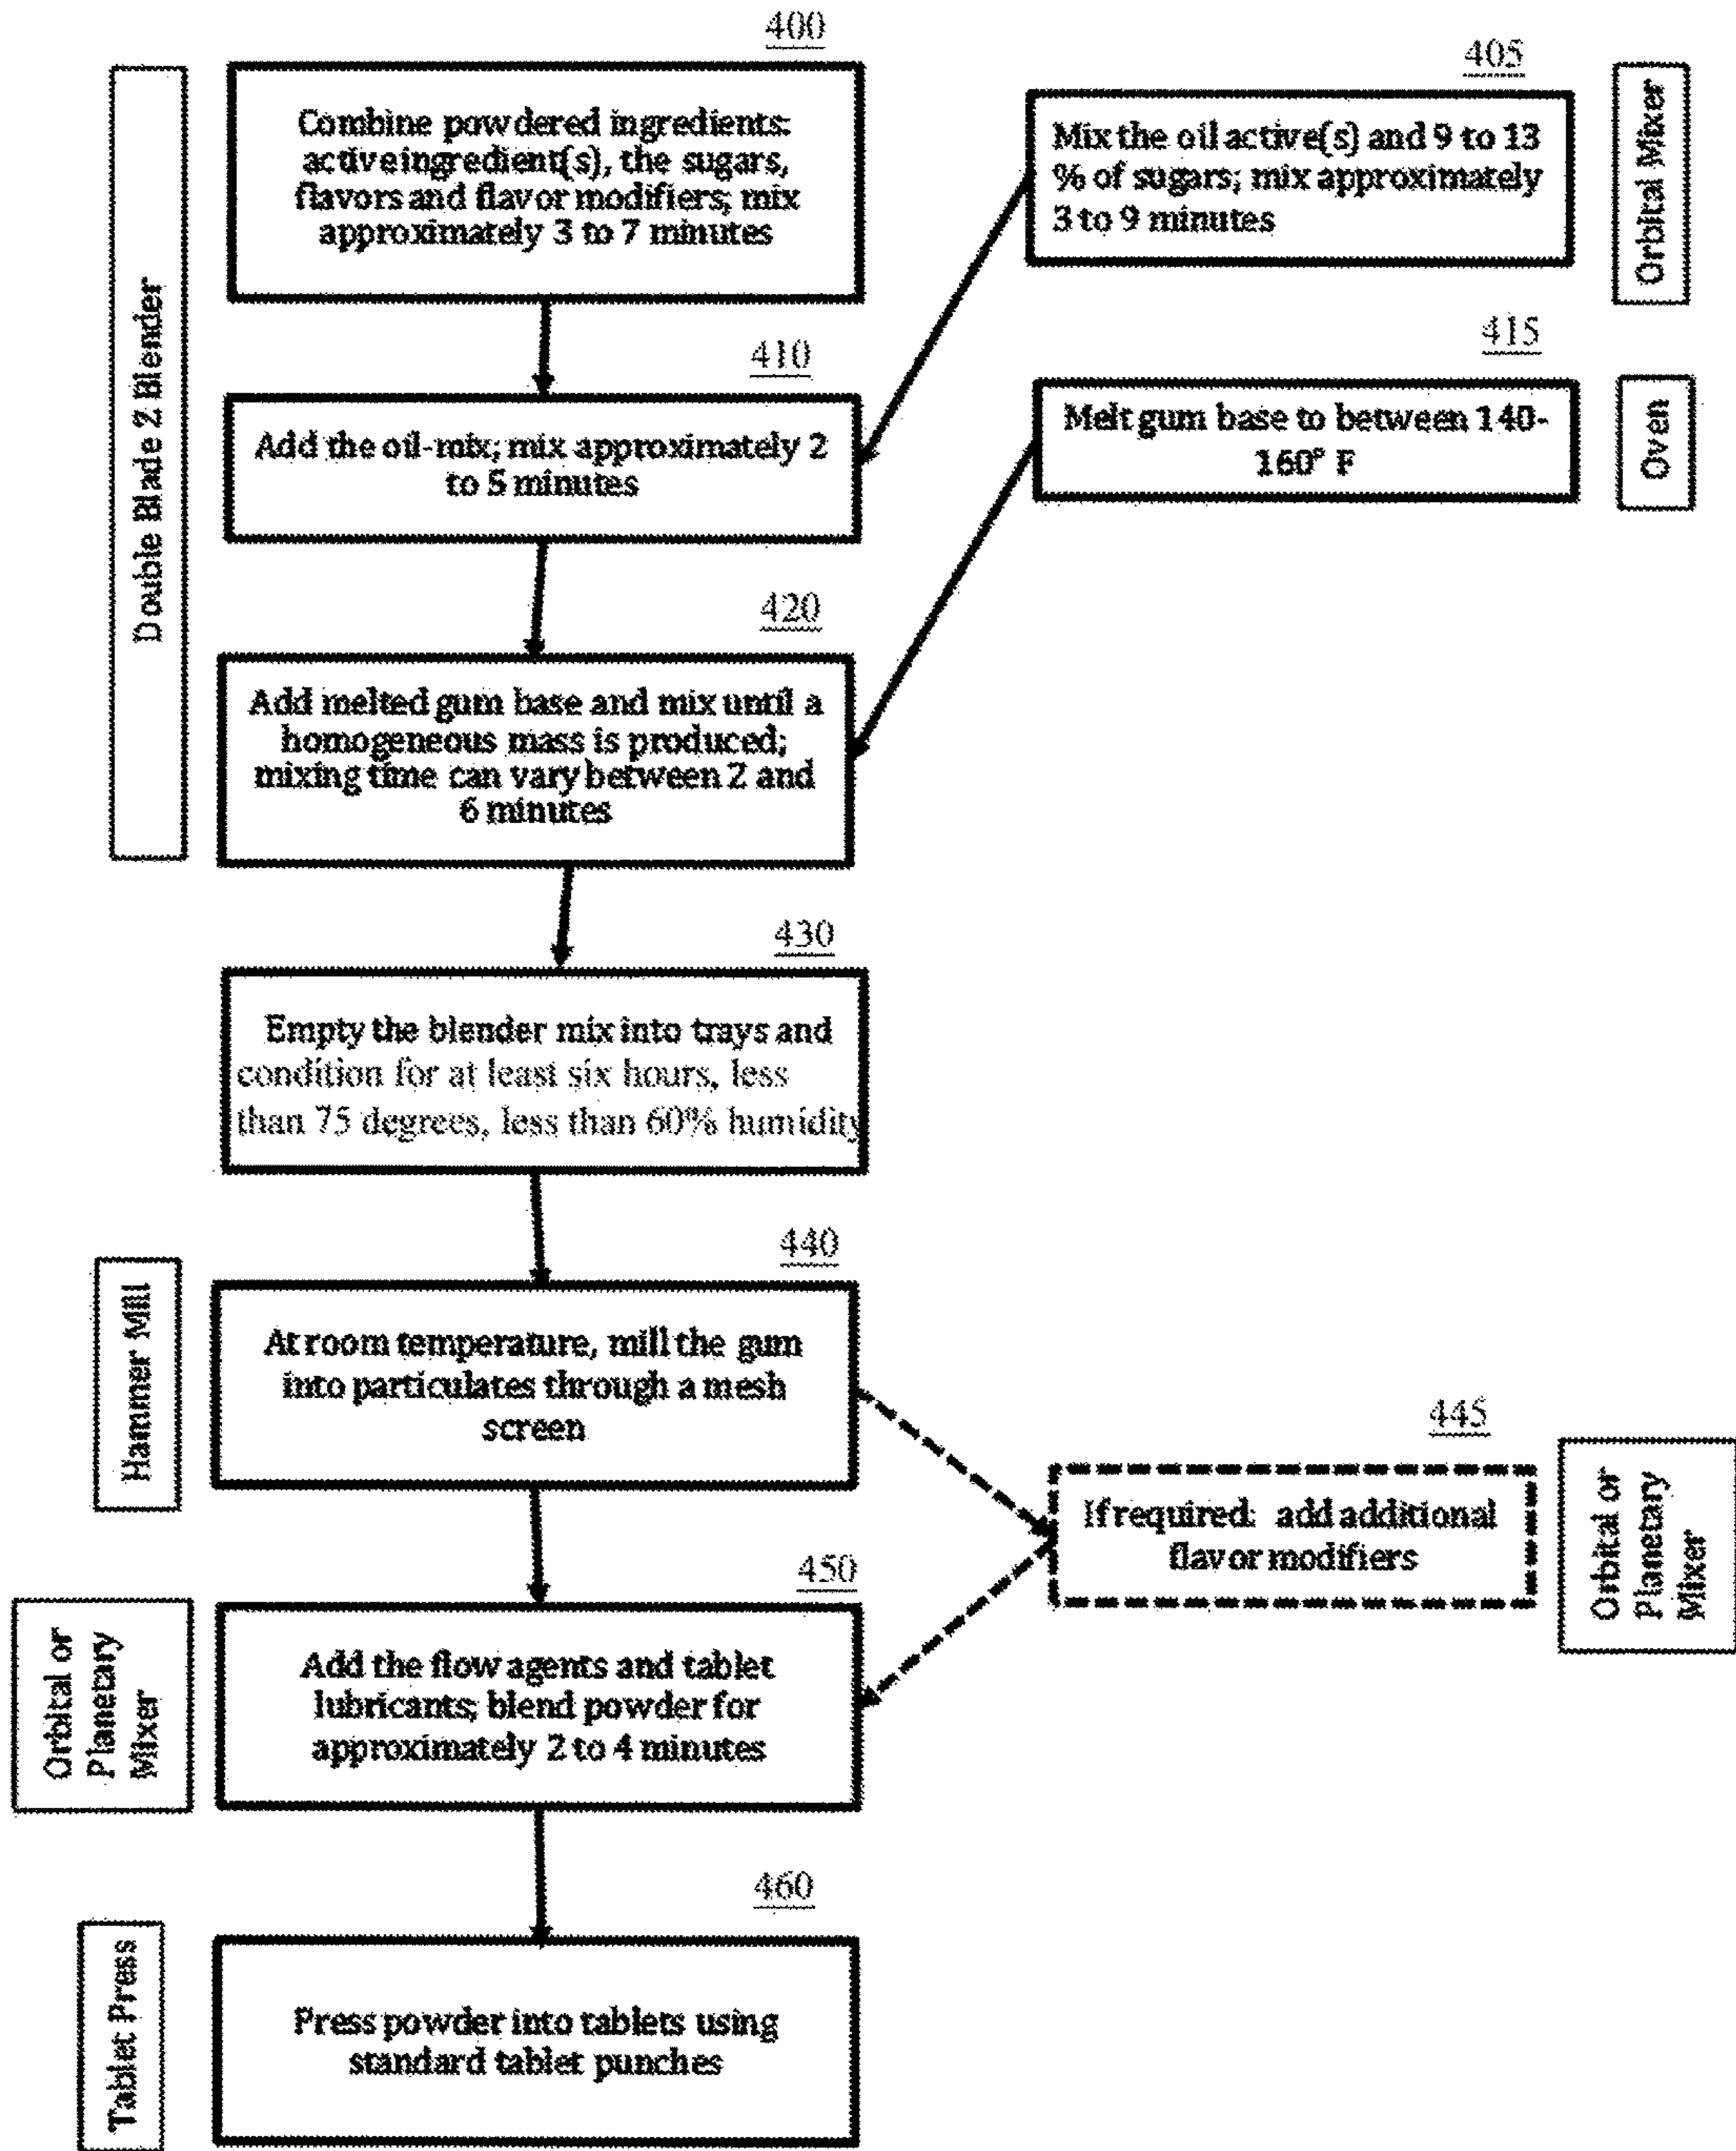 400
Combine powdered ingredients:
activeingredient(s), the sugars,
flavors and flavor modifiers; mix
approximately 3 to 7 minutes
405
Mix the oil active(s) and 9 to 13
% of sugars; mix approximately
3 to 9 minutes
Orbital Mixer
Double Blade Z Blender
410
Add the oil-mix; mix approximately 2
to 5 minutes
415
Melt gum base to between 140-
160° F
Oven
420
Add melted gum base and mix until a
homogeneous mass is produced;
mixing time can vary between 2 and
6 minutes
430
Empty the blender mix into trays and
condition for at least six hours, less
than 75 degrees, less than 60% humidity
440
Hammer Mill
At room temperature, mill the gum
into particulates through a mesh
screen
445
If required: add additional
flavor modifiers
Orbital or
Planetary
Mixer
450
Orbital or
Planetary
Mixer
Add the flow agents and tablet
lubricants; blend powder for
approximately 2 to 4 minutes
460
Tablet Press
Press powder into tablets using
standard tablet punches